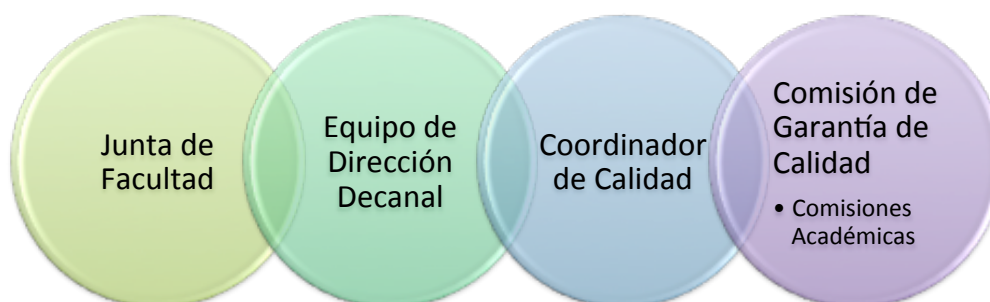 Junta de
Facultad
Equipo de
Dirección
Decanal
Coordinador
de Calidad
Comisión de
Garantía de
Calidad
• Comisiones
Académicas